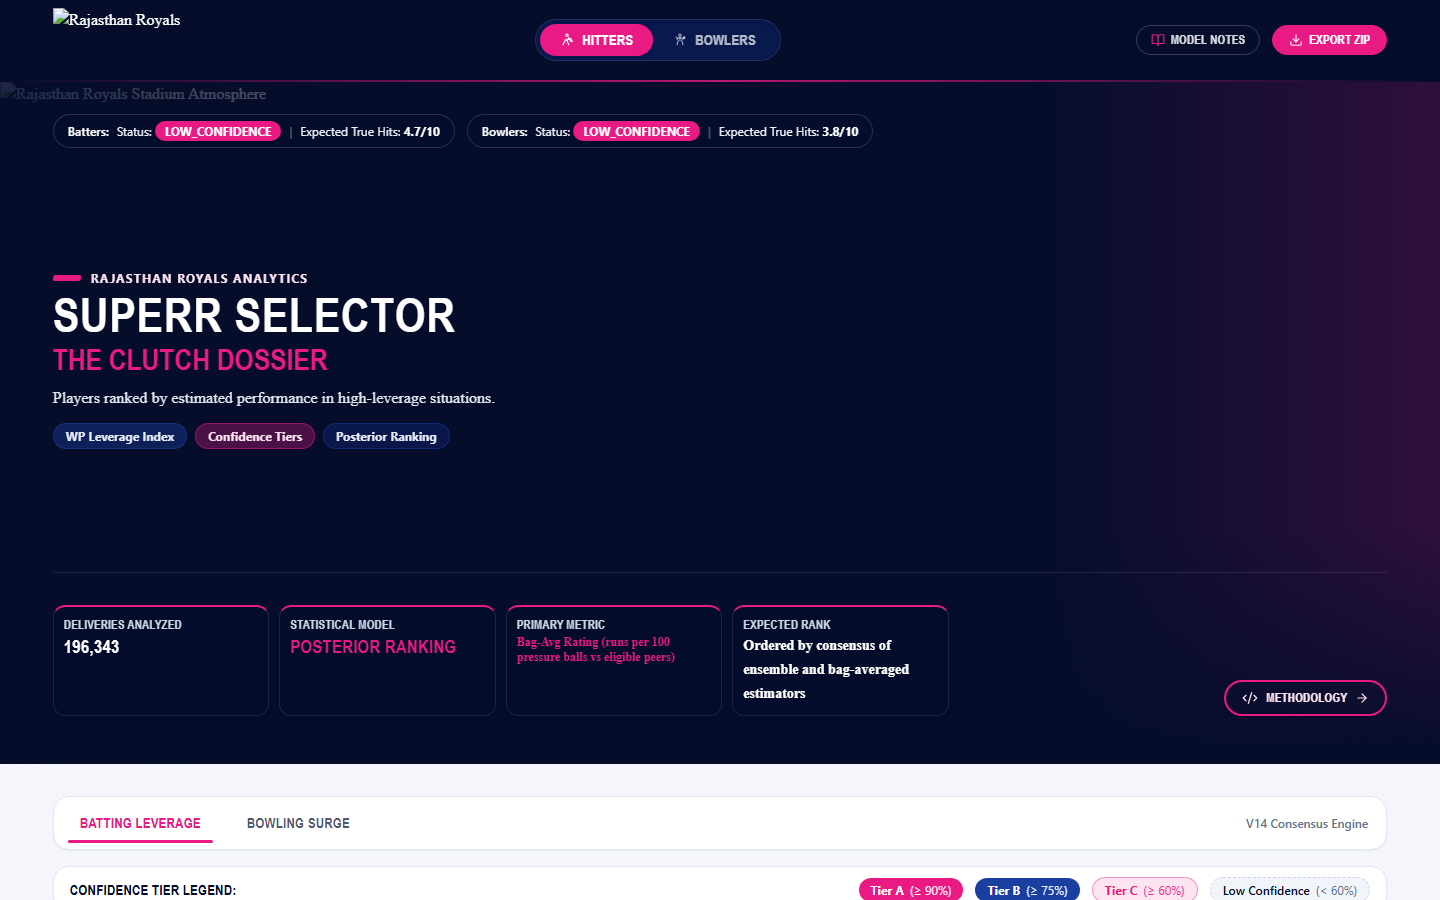 Rajasthan Royals
HITTERS
BOWLERS
MODEL NOTES
EXPORT ZIP
Rajasthan Royals Stadium Atmosphere
Batters: Status: LOW_CONFIDENCE | Expected True Hits: 4.7/10
Bowlers: Status: LOW_CONFIDENCE | Expected True Hits: 3.8/10
RAJASTHAN ROYALS ANALYTICS
SUPERR SELECTOR
THE CLUTCH DOSSIER
Players ranked by estimated performance in high-leverage situations.
WP Leverage Index
Confidence Tiers
Posterior Ranking
DELIVERIES ANALYZED
196,343
STATISTICAL MODEL
POSTERIOR RANKING
PRIMARY METRIC
Bag-Avg Rating (runs per 100
pressure balls vs eligible peers)
EXPECTED RANK
Ordered by consensus of
ensemble and bag-averaged
estimators
METHODOLOGY
BATTING LEVERAGE
BOWLING SURGE
V14 Consensus Engine
CONFIDENCE TIER LEGEND:
Tier A (≥ 90%)
Tier B (≥ 75%)
Tier C (≥ 60%)
Low Confidence (< 60%)